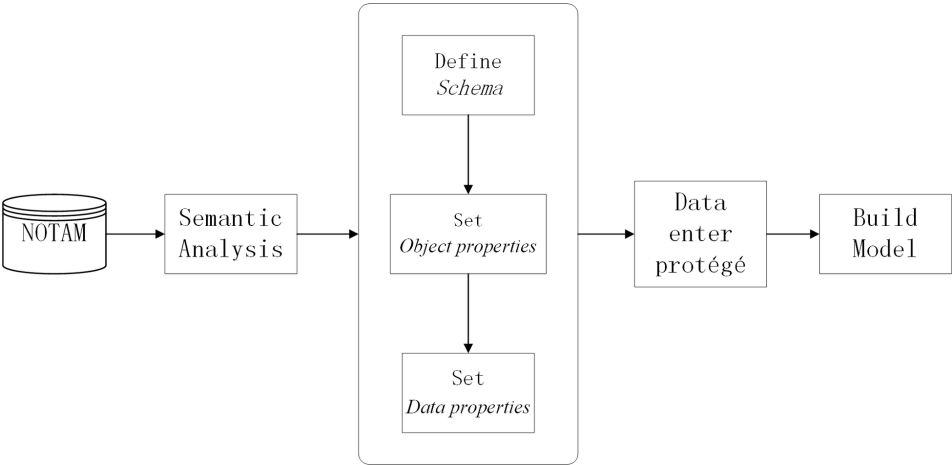 NOTAM
Semantic
Analysis
Define
Schema
Set
Object properties
Set
Data properties
Data
enter
protégé
Build
Model